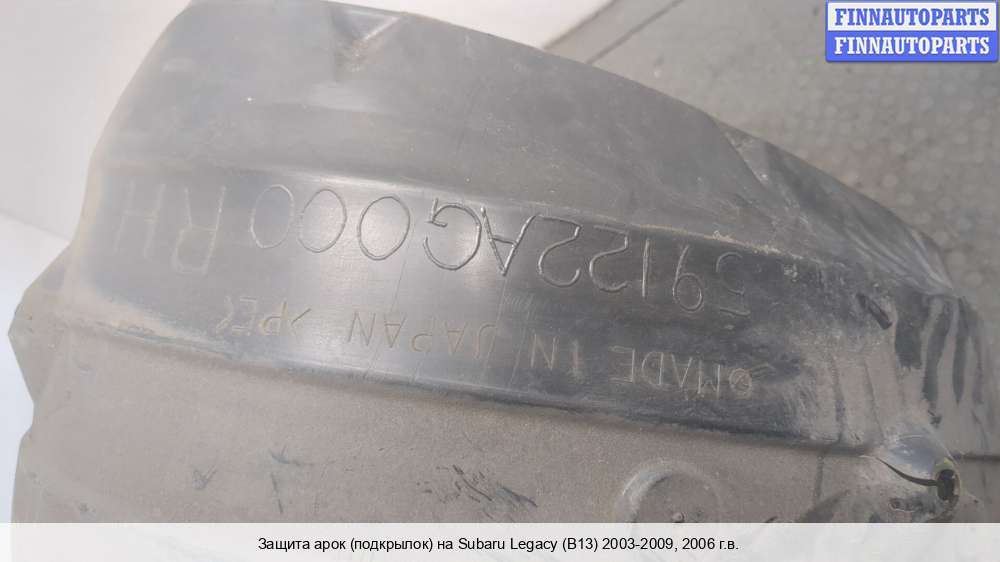 FINNAUTOPARTS
FINNAUTOPARTS
59122AG000 RH
MADE IN JAPAN >PE<
Защита арок (подкрылок) на Subaru Legacy (B13) 2003-2009, 2006 г.в.